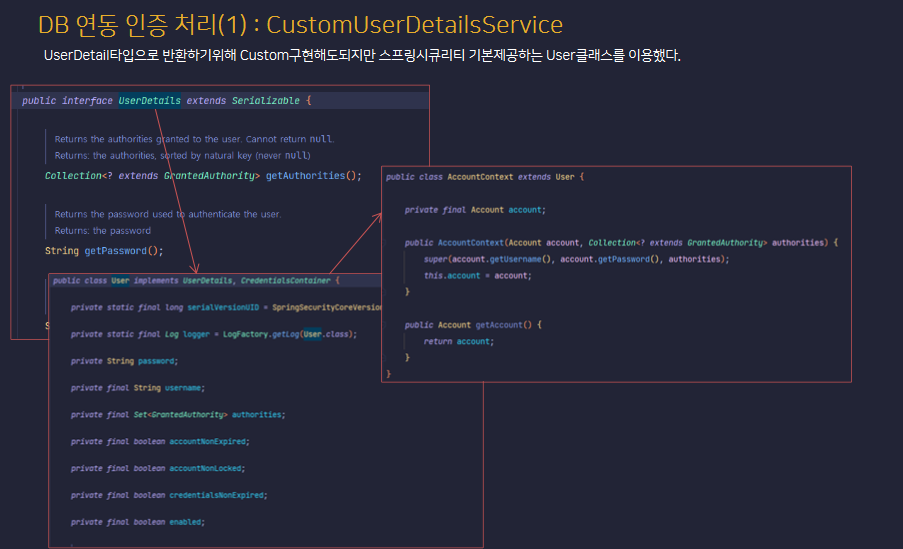 DB 연동 인증 처리(1) : CustomUserDetailsService
UserDetail타입으로 반환하기위해 Custom구현해도되지만 스프링시큐리티 기본제공하는 User클래스를 이용했다.
public interface UserDetails extends Serializable {
Returns the authorities granted to the user. Cannot return null.
Returns: the authorities, sorted by natural key (never null)
Collection<? extends GrantedAuthority> getAuthorities();
Returns the password used to authenticate the user.
Returns: the password
String getPassword();
public class User implements UserDetails, CredentialsContainer {
private static final long serialVersionUID = SpringSecurityCoreVersion
private static final Log logger = LogFactory.getLog(User.class);
private String password;
private final String username;
private final Set<GrantedAuthority> authorities;
private final boolean accountNonExpired;
private final boolean accountNonLocked;
private final boolean credentialsNonExpired;
private final boolean enabled;
public class AccountContext extends User {
private final Account account;
public AccountContext(Account account, Collection<? extends GrantedAuthority> authorities) {
super(account.getUsername(), account.getPassword(), authorities);
this.account = account;
}
public Account getAccount() {
return account;
}
}